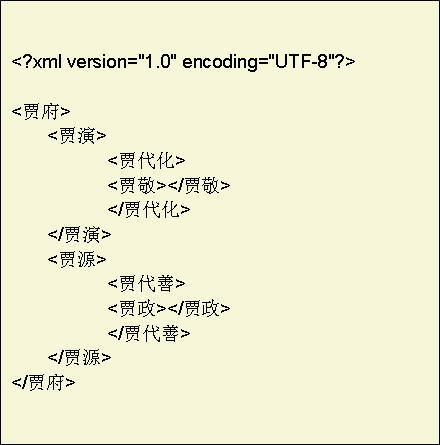 <?xml version="1.0" encoding="UTF-8"?>
<贾府>
<贾演>
<贾代化>
<贾敬></贾敬>
</贾代化>
</贾演>
<贾源>
<贾代善>
<贾政></贾政>
</贾代善>
</贾源>
</贾府>